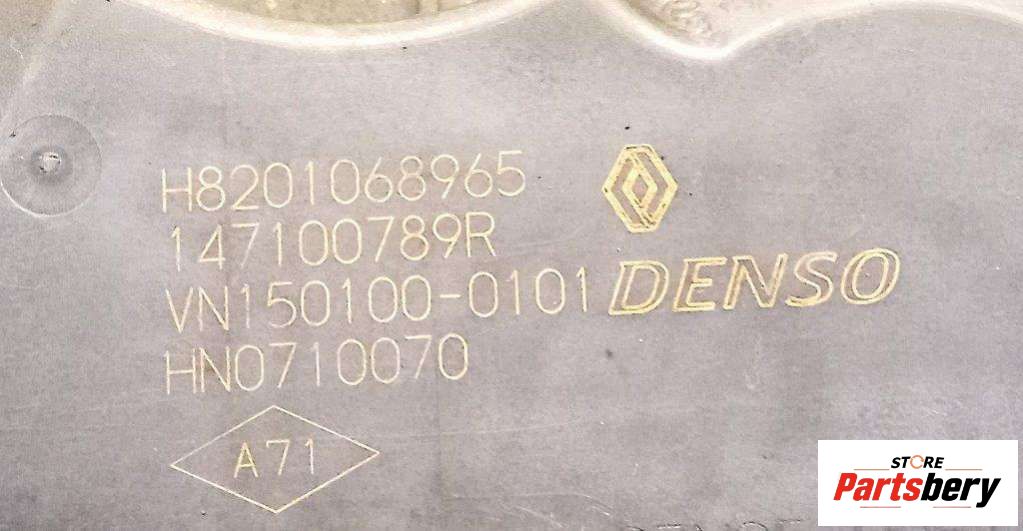 H8201068965
147100789R
VN150100-0101
DENSO
HN0710070
A71
STORE
Partsbery